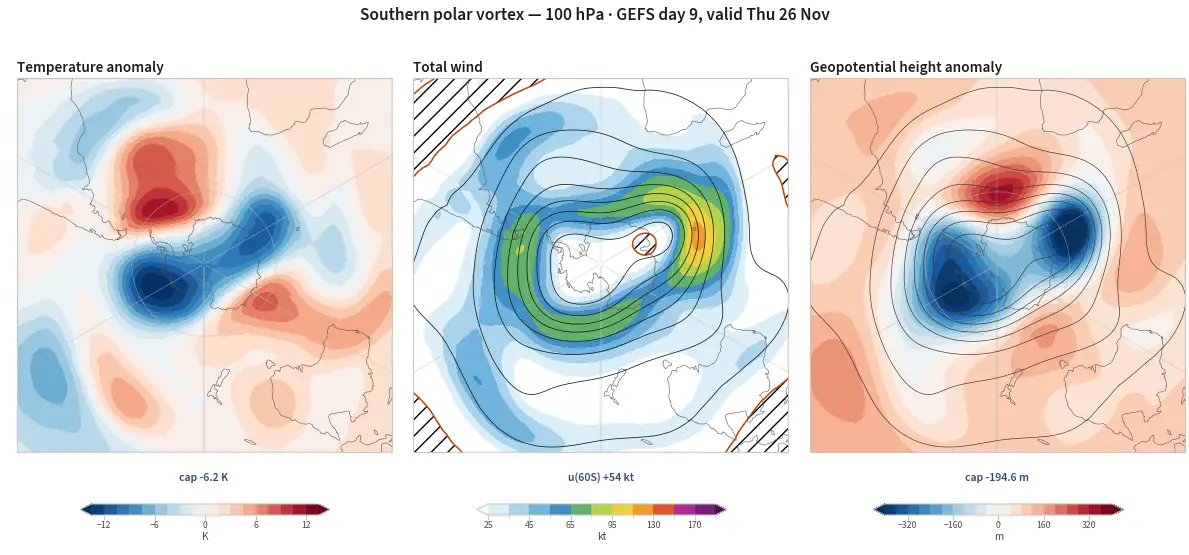 Southern polar vortex — 100 hPa · GEFS day 9, valid Thu 26 Nov
Temperature anomaly
Total wind
Geopotential height anomaly
cap -6.2 K
u(60S) +54 kt
cap -194.6 m
−12 −6 0 6 12
K
25 45 65 95 130 170
kt
−320 −160 0 160 320
m